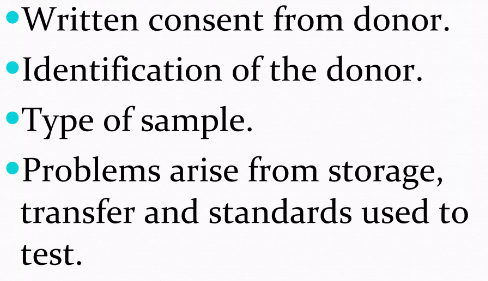 •Written consent from donor.
•Identification of the donor.
•Type of sample.
•Problems arise from storage,
transfer and standards used to
test.